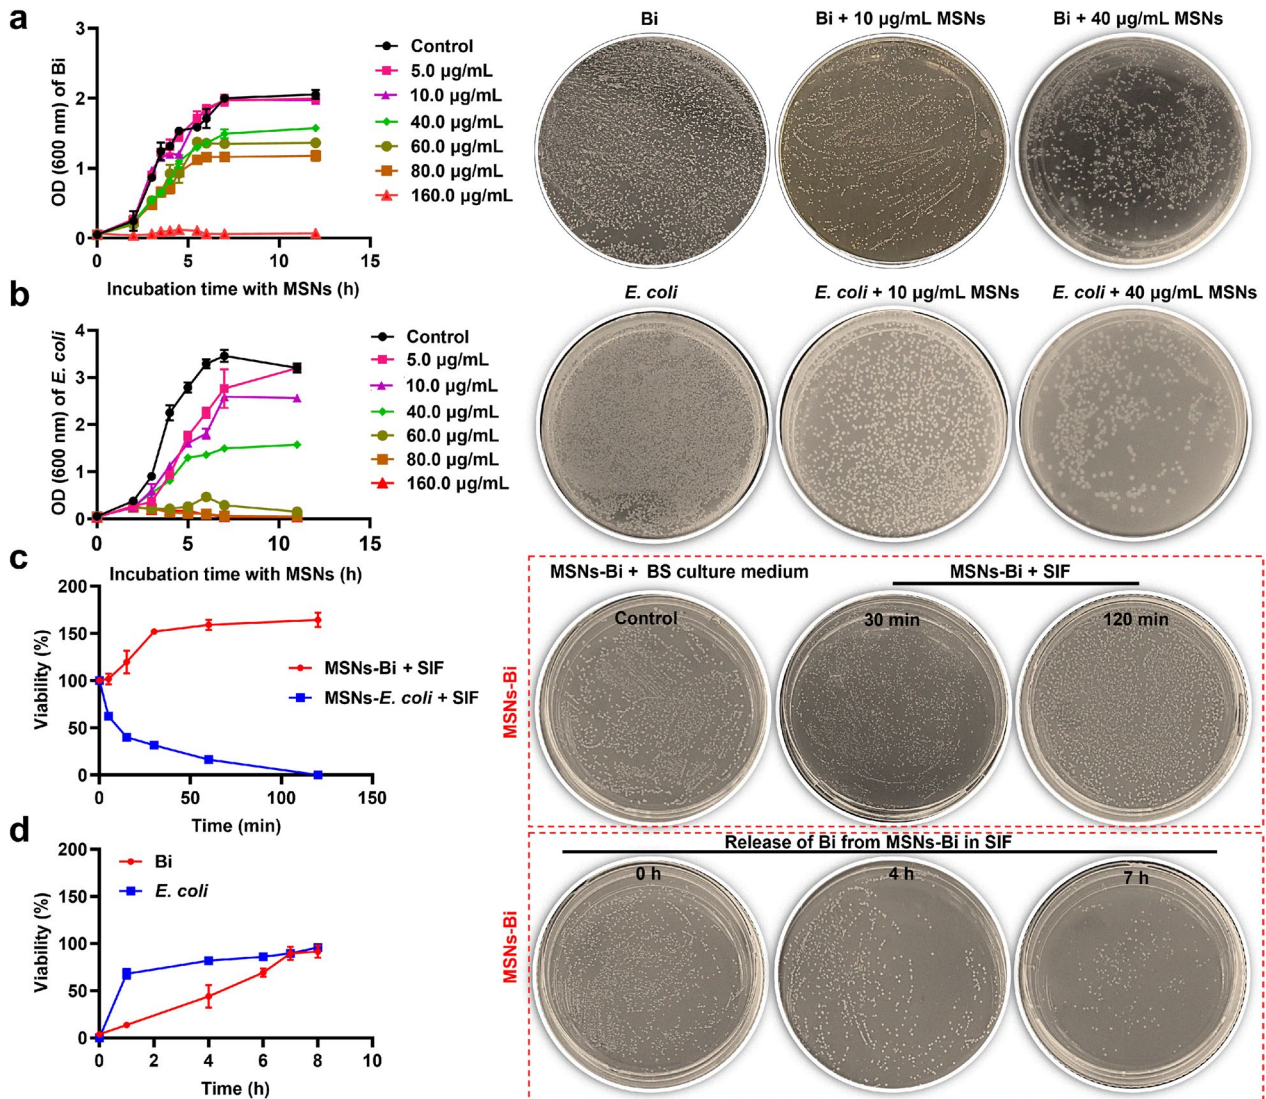 a
OD (600 nm) of Bi
3
2
1
0
0
5
10
15
Incubation time with MSNs (h)
Control
5.0 µg/mL
10.0 µg/mL
40.0 µg/mL
60.0 µg/mL
80.0 µg/mL
160.0 µg/mL
Bi
Bi + 10 µg/mL MSNs
Bi + 40 µg/mL MSNs
b
OD (600 nm) of E. coli
4
3
2
1
0
0
5
10
15
Incubation time with MSNs (h)
Control
5.0 µg/mL
10.0 µg/mL
40.0 µg/mL
60.0 µg/mL
80.0 µg/mL
160.0 µg/mL
E. coli
E. coli + 10 µg/mL MSNs
E. coli + 40 µg/mL MSNs
c
Viability (%)
200
150
100
50
0
0
50
100
150
Time (min)
MSNs-Bi + SIF
MSNs-E. coli + SIF
MSNs-Bi + BS culture medium
MSNs-Bi + SIF
MSNs-Bi
Control
30 min
120 min
d
Viability (%)
200
150
100
50
0
0
2
4
6
8
10
Time (h)
Bi
E. coli
Release of Bi from MSNs-Bi in SIF
MSNs-Bi
0 h
4 h
7 h